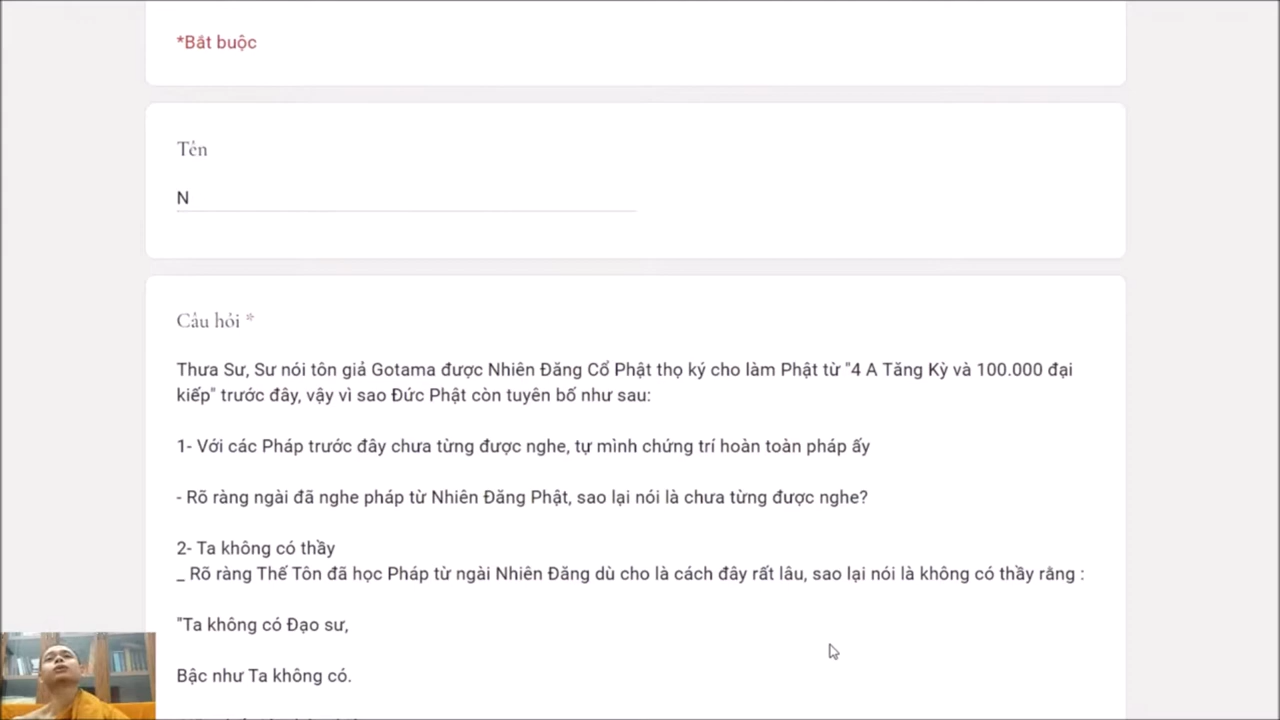 *Bắt buộc
Tên
N
Câu hỏi *
Thưa Sư, Sư nói tôn giả Gotama được Nhiên Đăng Cổ Phật thọ ký cho làm Phật từ "4 A Tăng Kỳ và 100.000 đại
kiếp" trước đây, vậy vì sao Đức Phật còn tuyên bố như sau:
1- Với các Pháp trước đây chưa từng được nghe, tự mình chứng trí hoàn toàn pháp ấy
- Rõ ràng ngài đã nghe pháp từ Nhiên Đăng Phật, sao lại nói là chưa từng được nghe?
2- Ta không có thầy
_ Rõ ràng Thế Tôn đã học Pháp từ ngài Nhiên Đăng dù cho là cách đây rất lâu, sao lại nói là không có thầy rằng :
"Ta không có Đạo sư,
Bậc như Ta không có.